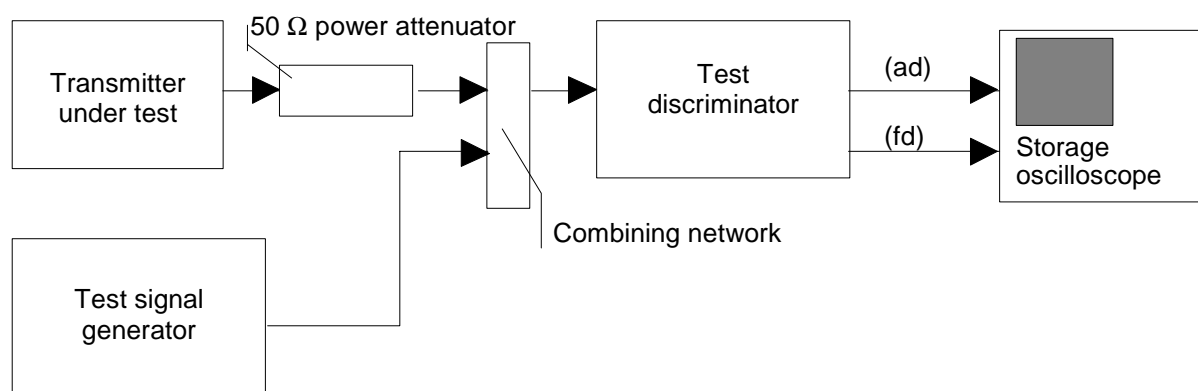 50 Ω power attenuator
Transmitter
under test
Test
discriminator
(ad)
(fd)
Storage
oscilloscope
Combining network
Test signal
generator